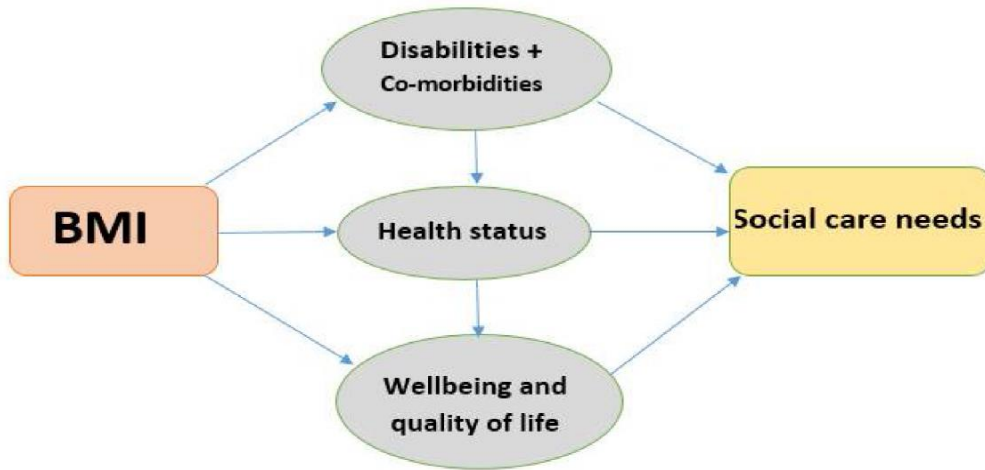 Disabilities +
Co-morbidities
BMI
Health status
Social care needs
Wellbeing and
quality of life